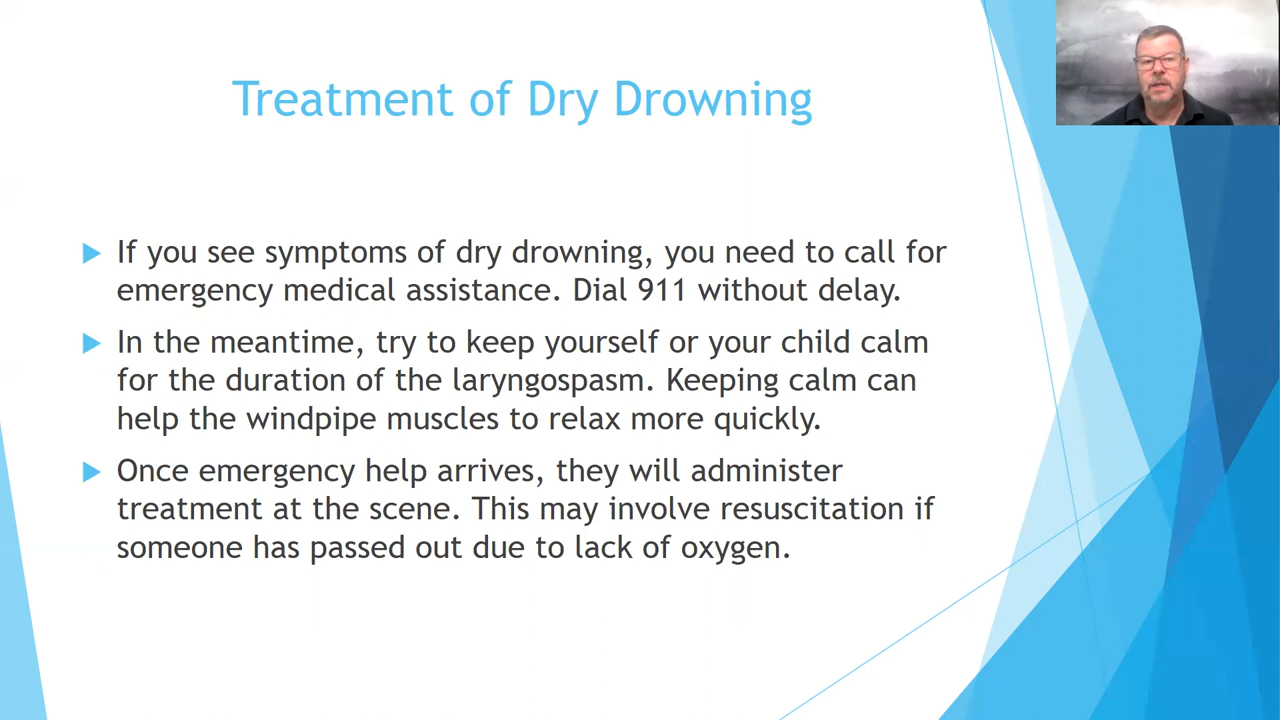 Treatment of Dry Drowning
If you see symptoms of dry drowning, you need to call for
emergency medical assistance. Dial 911 without delay.
In the meantime, try to keep yourself or your child calm
for the duration of the laryngospasm. Keeping calm can
help the windpipe muscles to relax more quickly.
Once emergency help arrives, they will administer
treatment at the scene. This may involve resuscitation if
someone has passed out due to lack of oxygen.